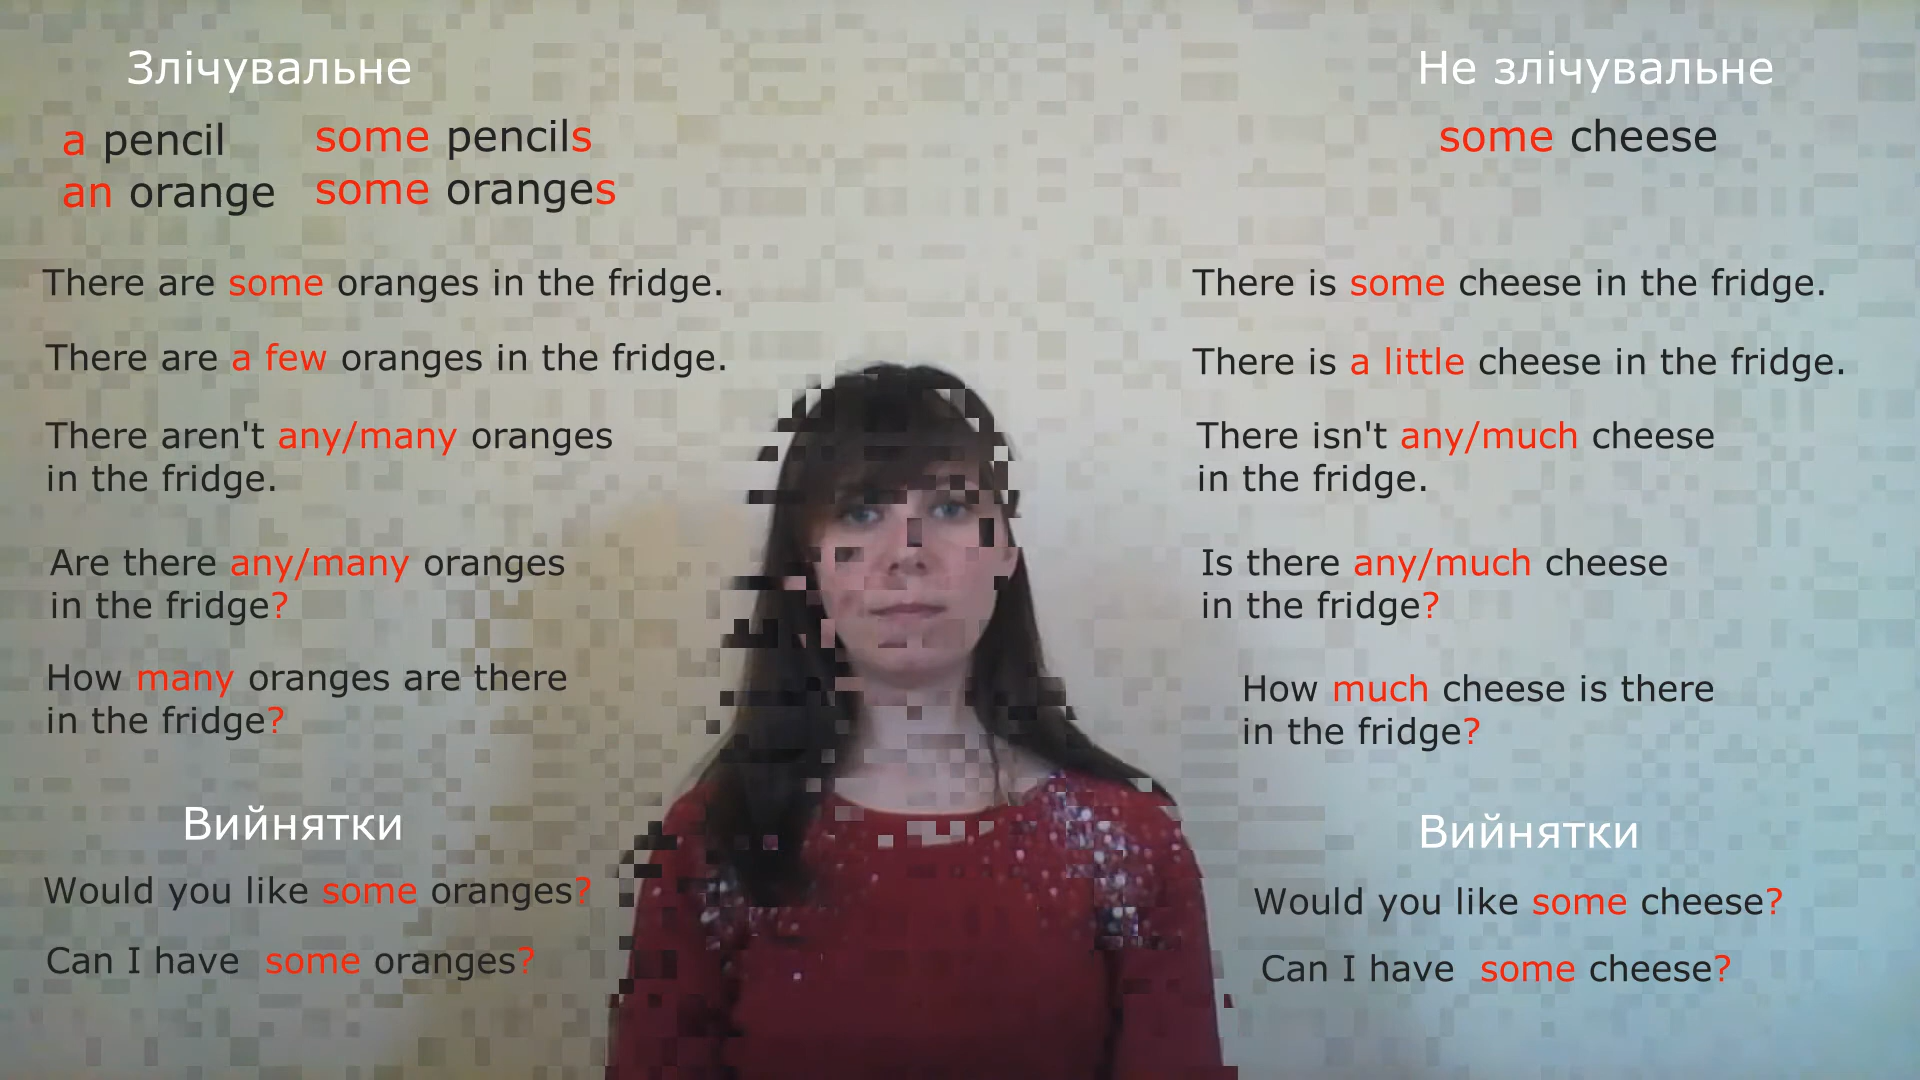 Злічувальне
a pencil some pencils
an orange some oranges
There are some oranges in the fridge.
There are a few oranges in the fridge.
There aren't any/many oranges
in the fridge.
Are there any/many oranges
in the fridge?
How many oranges are there
in the fridge?
Вийнятки
Would you like some oranges?
Can I have some oranges?
Не злічувальне
some cheese
There is some cheese in the fridge.
There is a little cheese in the fridge.
There isn't any/much cheese
in the fridge.
Is there any/much cheese
in the fridge?
How much cheese is there
in the fridge?
Вийнятки
Would you like some cheese?
Can I have some cheese?